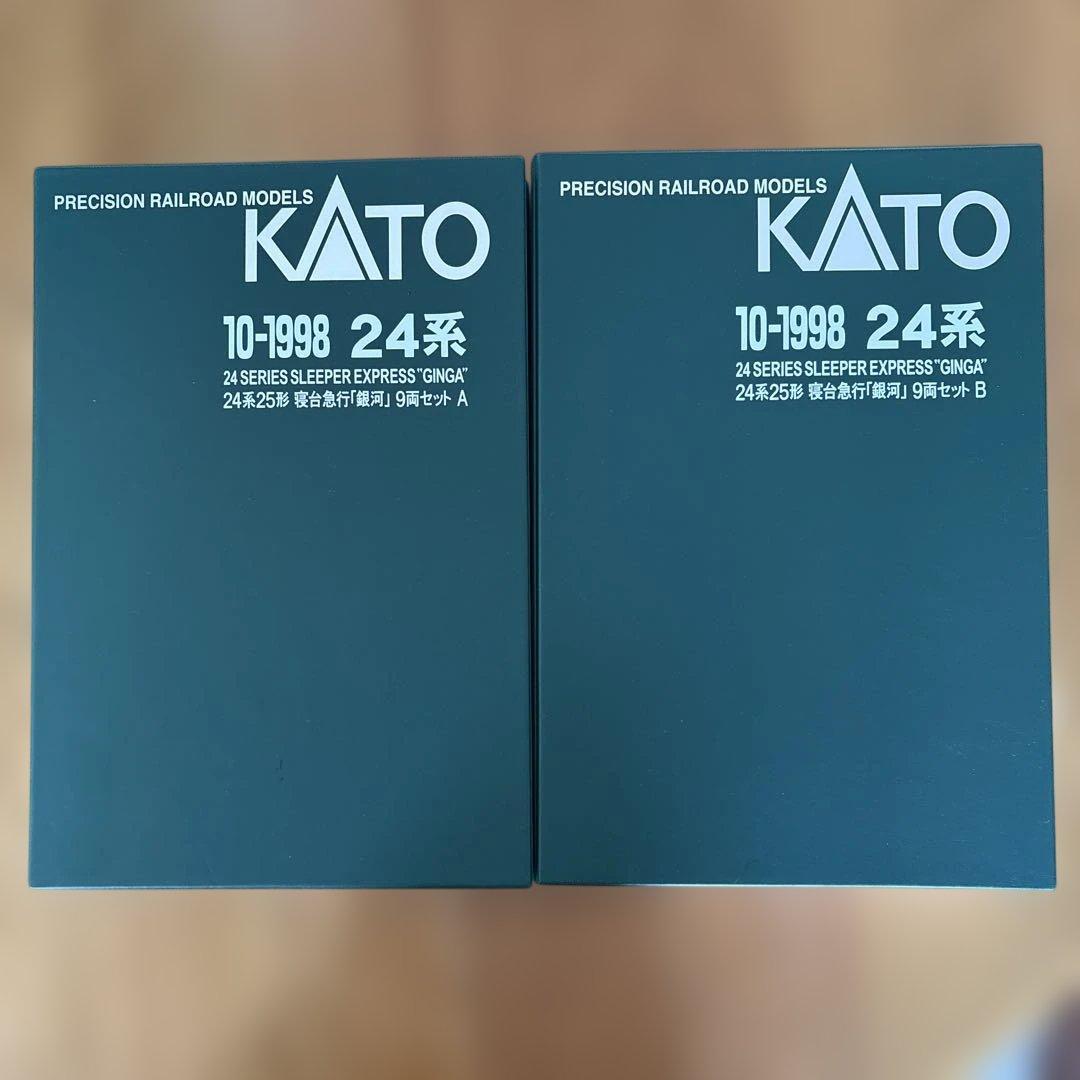 PRECISION RAILROAD MODELS
KATO
10-1998 24系
24 SERIES SLEEPER EXPRESS "GINGA"
24系25形 寝台急行「銀河」 9両セット A
PRECISION RAILROAD MODELS
KATO
10-1998 24系
24 SERIES SLEEPER EXPRESS "GINGA"
24系25形 寝台急行「銀河」 9両セット B